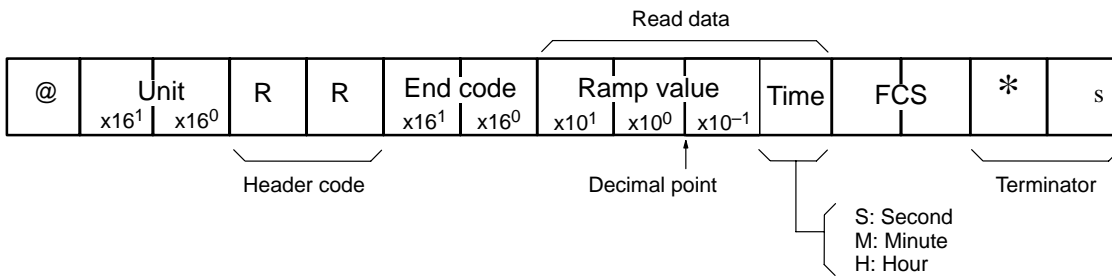 Read data
@ Unit R R End code Ramp value Time FCS * s
x16¹ x16⁰ x16¹ x16⁰ x10¹ x10⁰ x10⁻¹
Header code Decimal point Terminator
S: Second
M: Minute
H: Hour